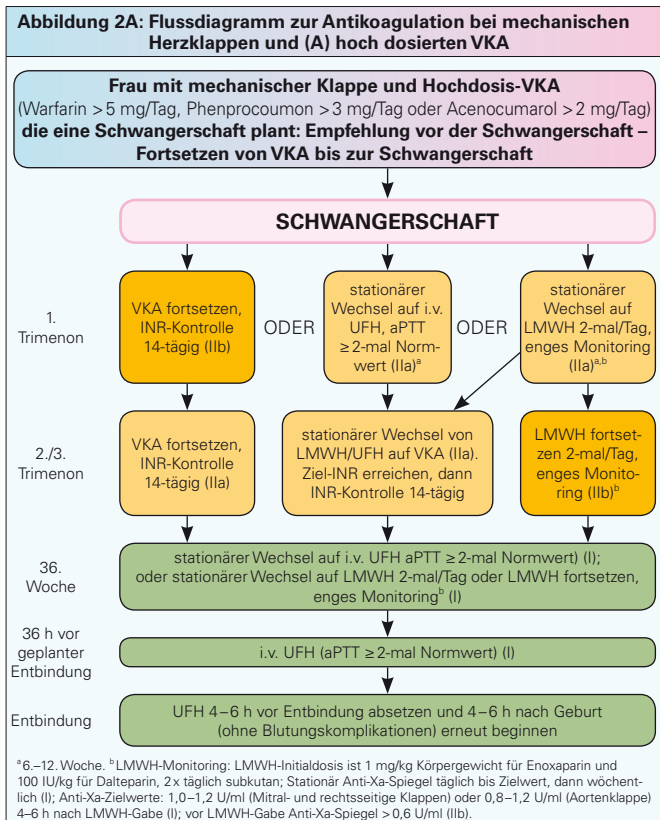 Abbildung 2A: Flussdiagramm zur Antikoagulation bei mechanischen
Herzklappen und (A) hoch dosierten VKA
Frau mit mechanischer Klappe und Hochdosis-VKA
(Warfarin > 5 mg/Tag, Phenprocoumon > 3 mg/Tag oder Acenocumarol > 2 mg/Tag)
die eine Schwangerschaft plant: Empfehlung vor der Schwangerschaft –
Fortsetzen von VKA bis zur Schwangerschaft
SCHWANGERSCHAFT
1.
Trimenon
VKA fortsetzen,
INR-Kontrolle
14-tägig (IIb)
ODER
stationärer
Wechsel auf i.v.
UFH, aPTT
≥ 2-mal Norm-
wert (IIa)ᵃ
ODER
stationärer
Wechsel auf
LMWH 2-mal/Tag,
enges Monitoring
(IIa)ᵃ,ᵇ
2./3.
Trimenon
VKA fortsetzen,
INR-Kontrolle
14-tägig (IIa)
stationärer Wechsel von
LMWH/UFH auf VKA (IIa).
Ziel-INR erreichen, dann
INR-Kontrolle 14-tägig
LMWH fortset-
zen 2-mal/Tag,
enges Monito-
ring (IIb)ᵇ
36.
Woche
stationärer Wechsel auf i.v. UFH aPTT ≥ 2-mal Normwert) (I);
oder stationärer Wechsel auf LMWH 2-mal/Tag oder LMWH fortsetzen,
enges Monitoringᵇ (I)
36 h vor
geplanter
Entbindung
i.v. UFH (aPTT ≥ 2-mal Normwert) (I)
Entbindung
UFH 4–6 h vor Entbindung absetzen und 4–6 h nach Geburt
(ohne Blutungskomplikationen) erneut beginnen
ᵃ 6.–12. Woche. ᵇ LMWH-Monitoring: LMWH-Initialdosis ist 1 mg/kg Körpergewicht für Enoxaparin und
100 IU/kg für Dalteparin, 2 x täglich subkutan; Stationär Anti-Xa-Spiegel täglich bis Zielwert, dann wöchent-
lich (I); Anti-Xa-Zielwerte: 1,0–1,2 U/ml (Mitral- und rechtsseitige Klappen) oder 0,8–1,2 U/ml (Aortenklappe)
4–6 h nach LMWH-Gabe (I); vor LMWH-Gabe Anti-Xa-Spiegel > 0,6 U/ml (IIb).